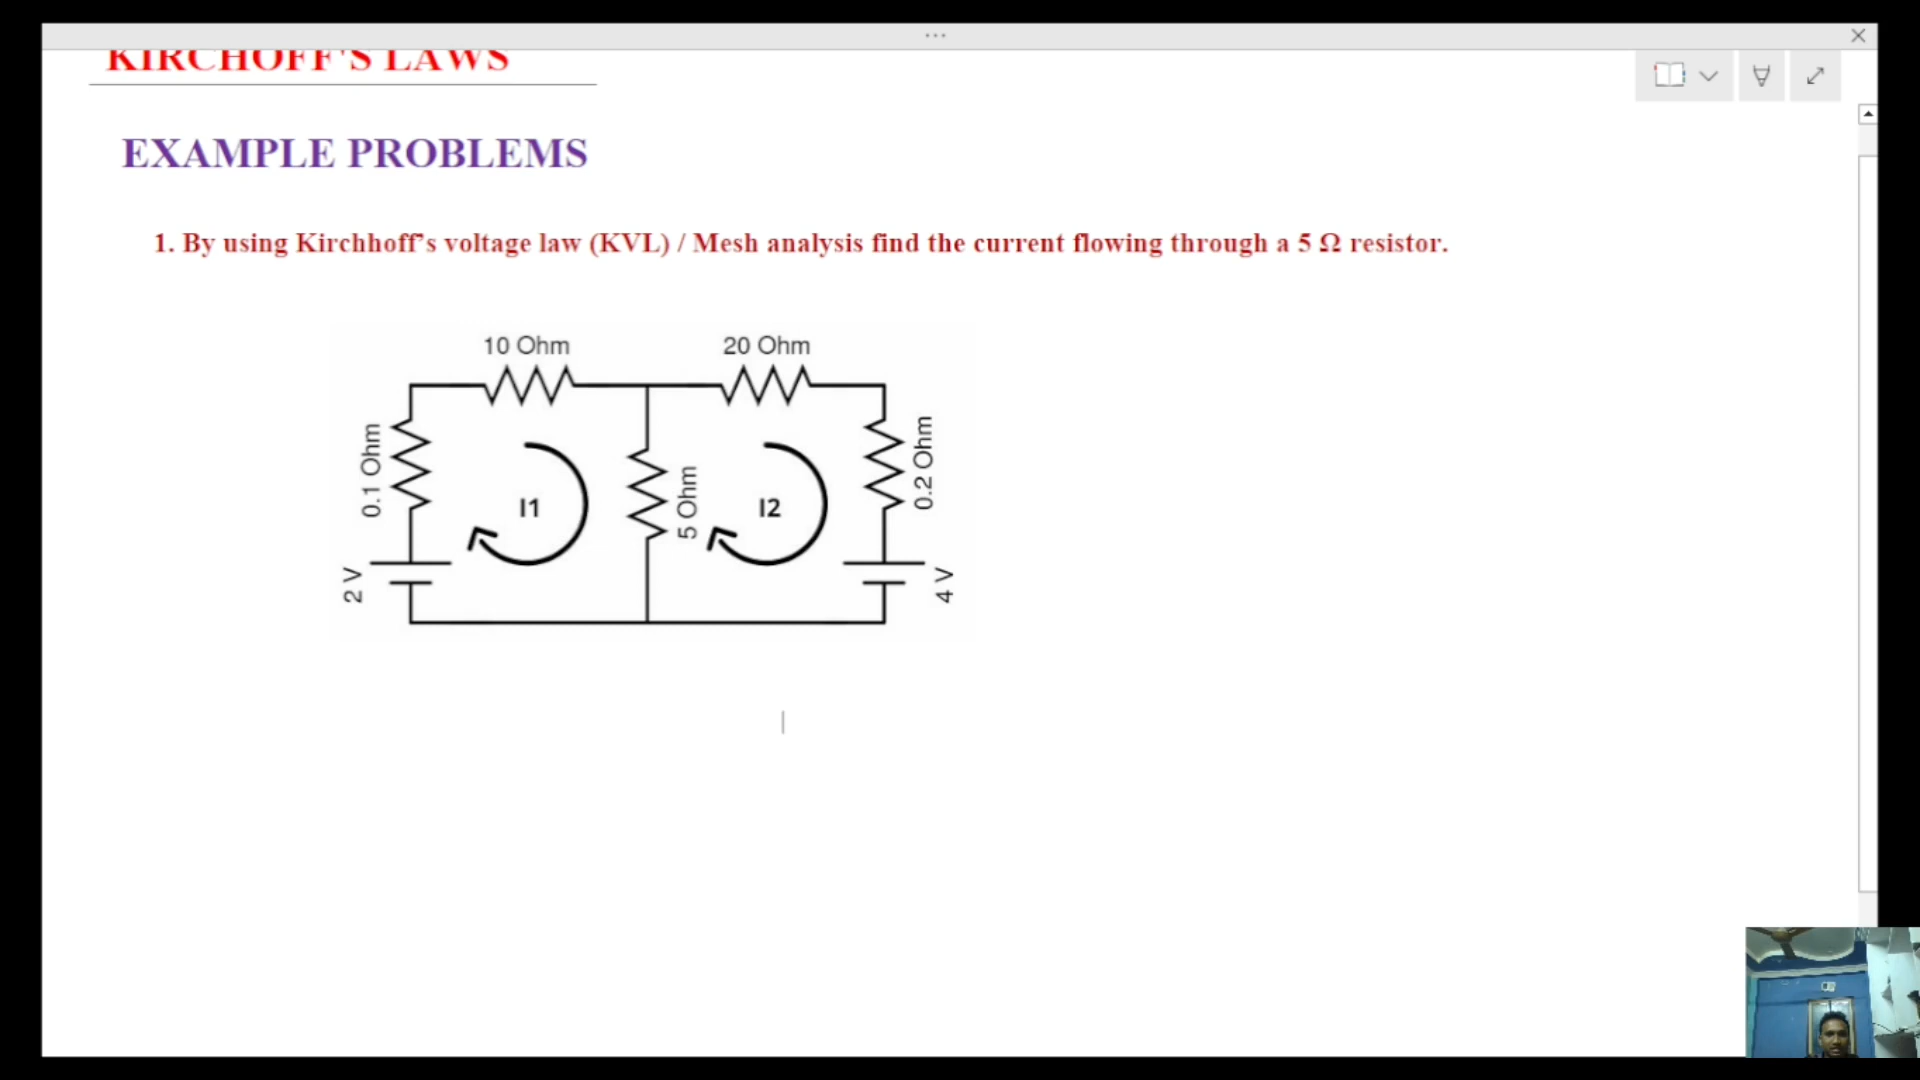 KIRCHOFF'S LAWS
EXAMPLE PROBLEMS
1. By using Kirchhoff's voltage law (KVL) / Mesh analysis find the current flowing through a 5 Ω resistor.
10 Ohm
20 Ohm
0.1 Ohm
I1
5 Ohm
I2
0.2 Ohm
2 V
4 V